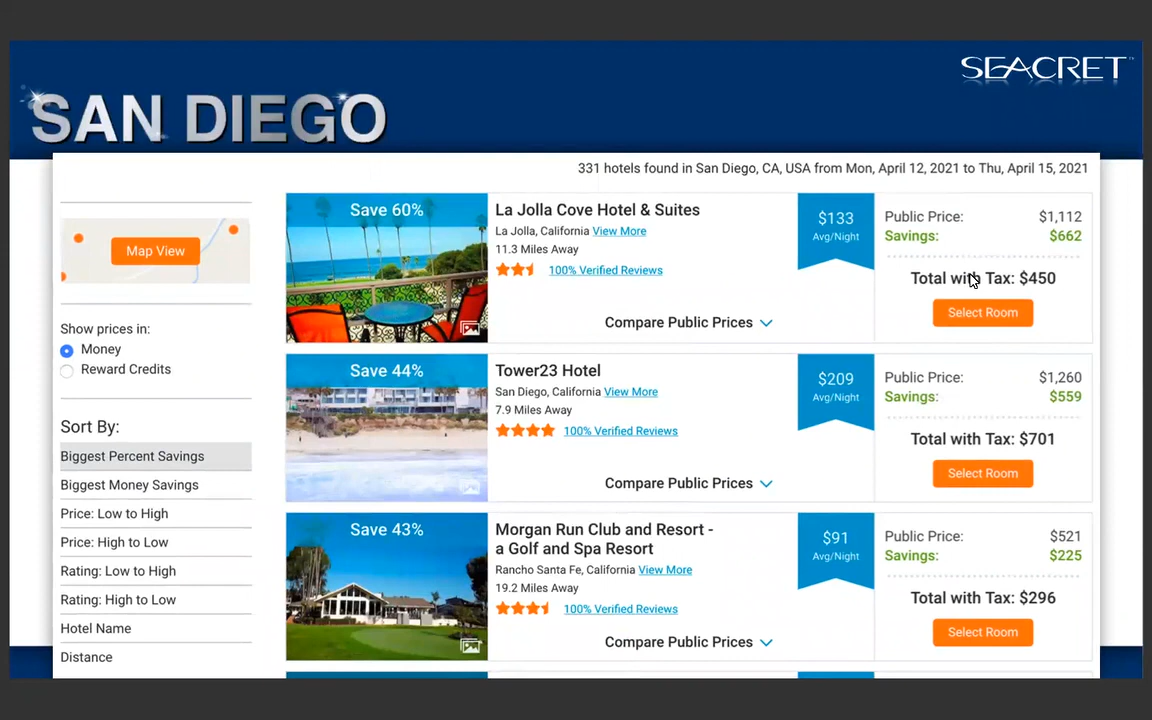 SEACRET
SAN DIEGO
331 hotels found in San Diego, CA, USA from Mon, April 12, 2021 to Thu, April 15, 2021
Map View
Show prices in:
Money
Reward Credits
Sort By:
Biggest Percent Savings
Biggest Money Savings
Price: Low to High
Price: High to Low
Rating: Low to High
Rating: High to Low
Hotel Name
Distance
Save 60%
La Jolla Cove Hotel & Suites
La Jolla, California View More
11.3 Miles Away
100% Verified Reviews
Compare Public Prices
$133
Avg/Night
Public Price: $1,112
Savings: $662
Total with Tax: $450
Select Room
Save 44%
Tower23 Hotel
San Diego, California View More
7.9 Miles Away
100% Verified Reviews
Compare Public Prices
$209
Avg/Night
Public Price: $1,260
Savings: $559
Total with Tax: $701
Select Room
Save 43%
Morgan Run Club and Resort -
a Golf and Spa Resort
Rancho Santa Fe, California View More
19.2 Miles Away
100% Verified Reviews
Compare Public Prices
$91
Avg/Night
Public Price: $521
Savings: $225
Total with Tax: $296
Select Room